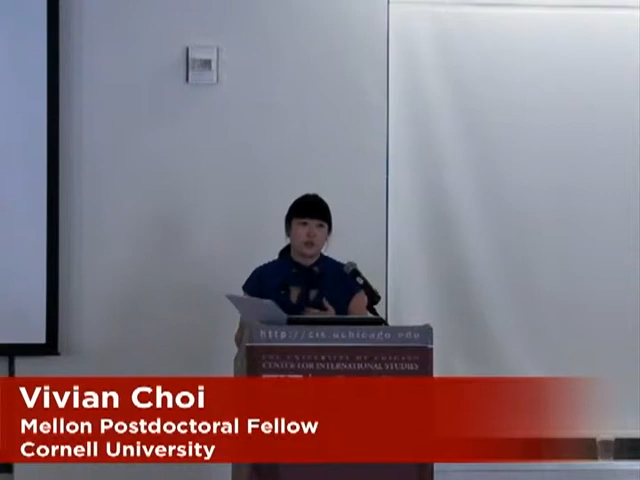 http://cis.uchicago.edu
THE UNIVERSITY OF CHICAGO
CENTER FOR INTERNATIONAL STUDIES
Vivian Choi
Mellon Postdoctoral Fellow
Cornell University